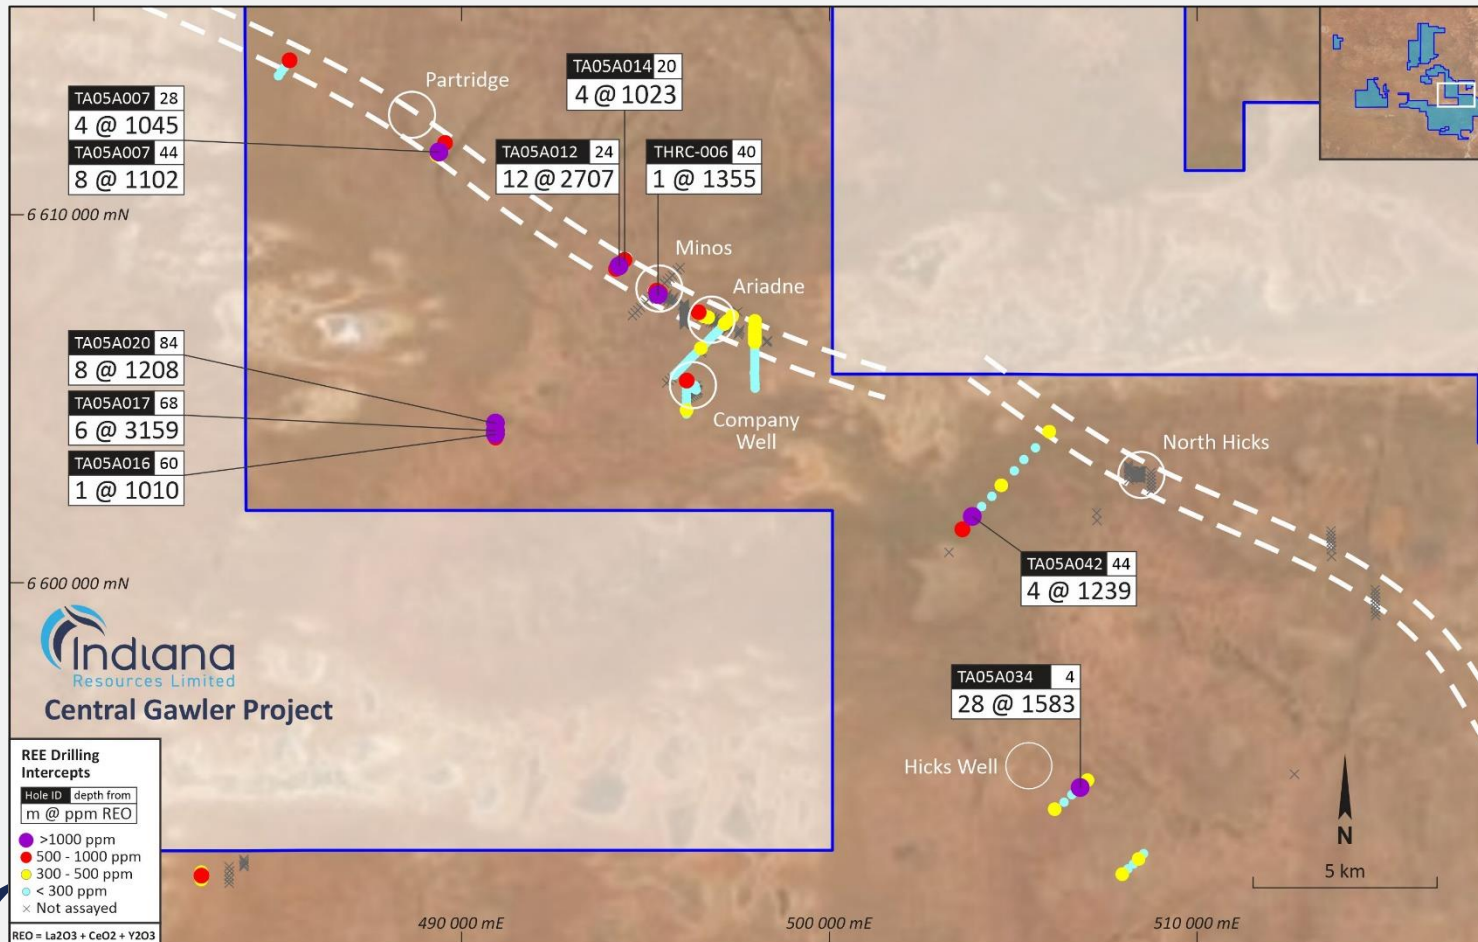 TA05A014 20
4 @ 1023
Partridge
TA05A007 28
4 @ 1045
TA05A007 44
8 @ 1102
TA05A012 24
12 @ 2707
THRC-006 40
1 @ 1355
6 610 000 mN
Minos
Ariadne
TA05A020 84
8 @ 1208
TA05A017 68
6 @ 3159
TA05A016 60
1 @ 1010
Company
Well
North Hicks
TA05A042 44
4 @ 1239
6 600 000 mN
Indiana
Resources Limited
Central Gawler Project
TA05A034 4
28 @ 1583
Hicks Well
REE Drilling
Intercepts
Hole ID depth from
m @ ppm REO
>1000 ppm
500 - 1000 ppm
300 - 500 ppm
< 300 ppm
Not assayed
REO = La2O3 + CeO2 + Y2O3
N
5 km
490 000 mE
500 000 mE
510 000 mE